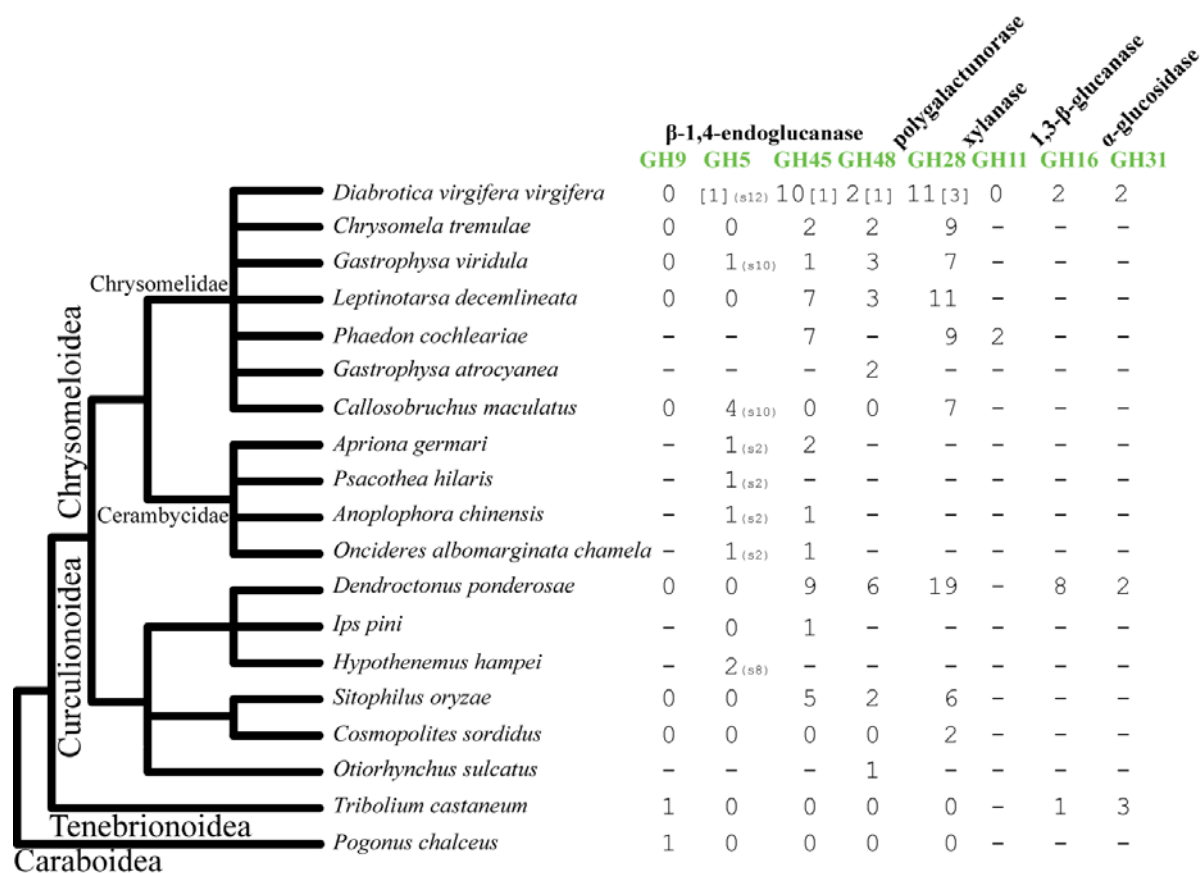 polygalactunorase
xylanase
1,3-β-glucanase
α-glucosidase
β-1,4-endoglucanase
GH9 GH5 GH45 GH48 GH28 GH11 GH16 GH31
Diabrotica virgifera virgifera 0 [1](s12) 10[1] 2[1] 11[3] 0 2 2
Chrysomela tremulae 0 0 2 2 9 – – –
Gastrophysa viridula 0 1(s10) 1 3 7 – – –
Chrysomelidae
Leptinotarsa decemlineata 0 0 7 3 11 – – –
Phaedon cochleariae – – 7 – 9 2 – –
Gastrophysa atrocyanea – – – 2 – – – –
Chrysomeloidea
Callosobruchus maculatus 0 4(s10) 0 0 7 – – –
Apriona germari – 1(s2) 2 – – – – –
Psacothea hilaris – 1(s2) – – – – – –
Cerambycidae
Anoplophora chinensis – 1(s2) 1 – – – – –
Oncideres albomarginata chamela – 1(s2) 1 – – – – –
Dendroctonus ponderosae 0 0 9 6 19 – 8 2
Ips pini – 0 1 – – – – –
Curculionoidea
Hypothenemus hampei – 2(s8) – – – – – –
Sitophilus oryzae 0 0 5 2 6 – – –
Cosmopolites sordidus 0 0 0 0 2 – – –
Otiorhynchus sulcatus – – – 1 – – – –
Tribolium castaneum 1 0 0 0 0 – 1 3
Tenebrionoidea
Pogonus chalceus 1 0 0 0 0 – – –
Caraboidea